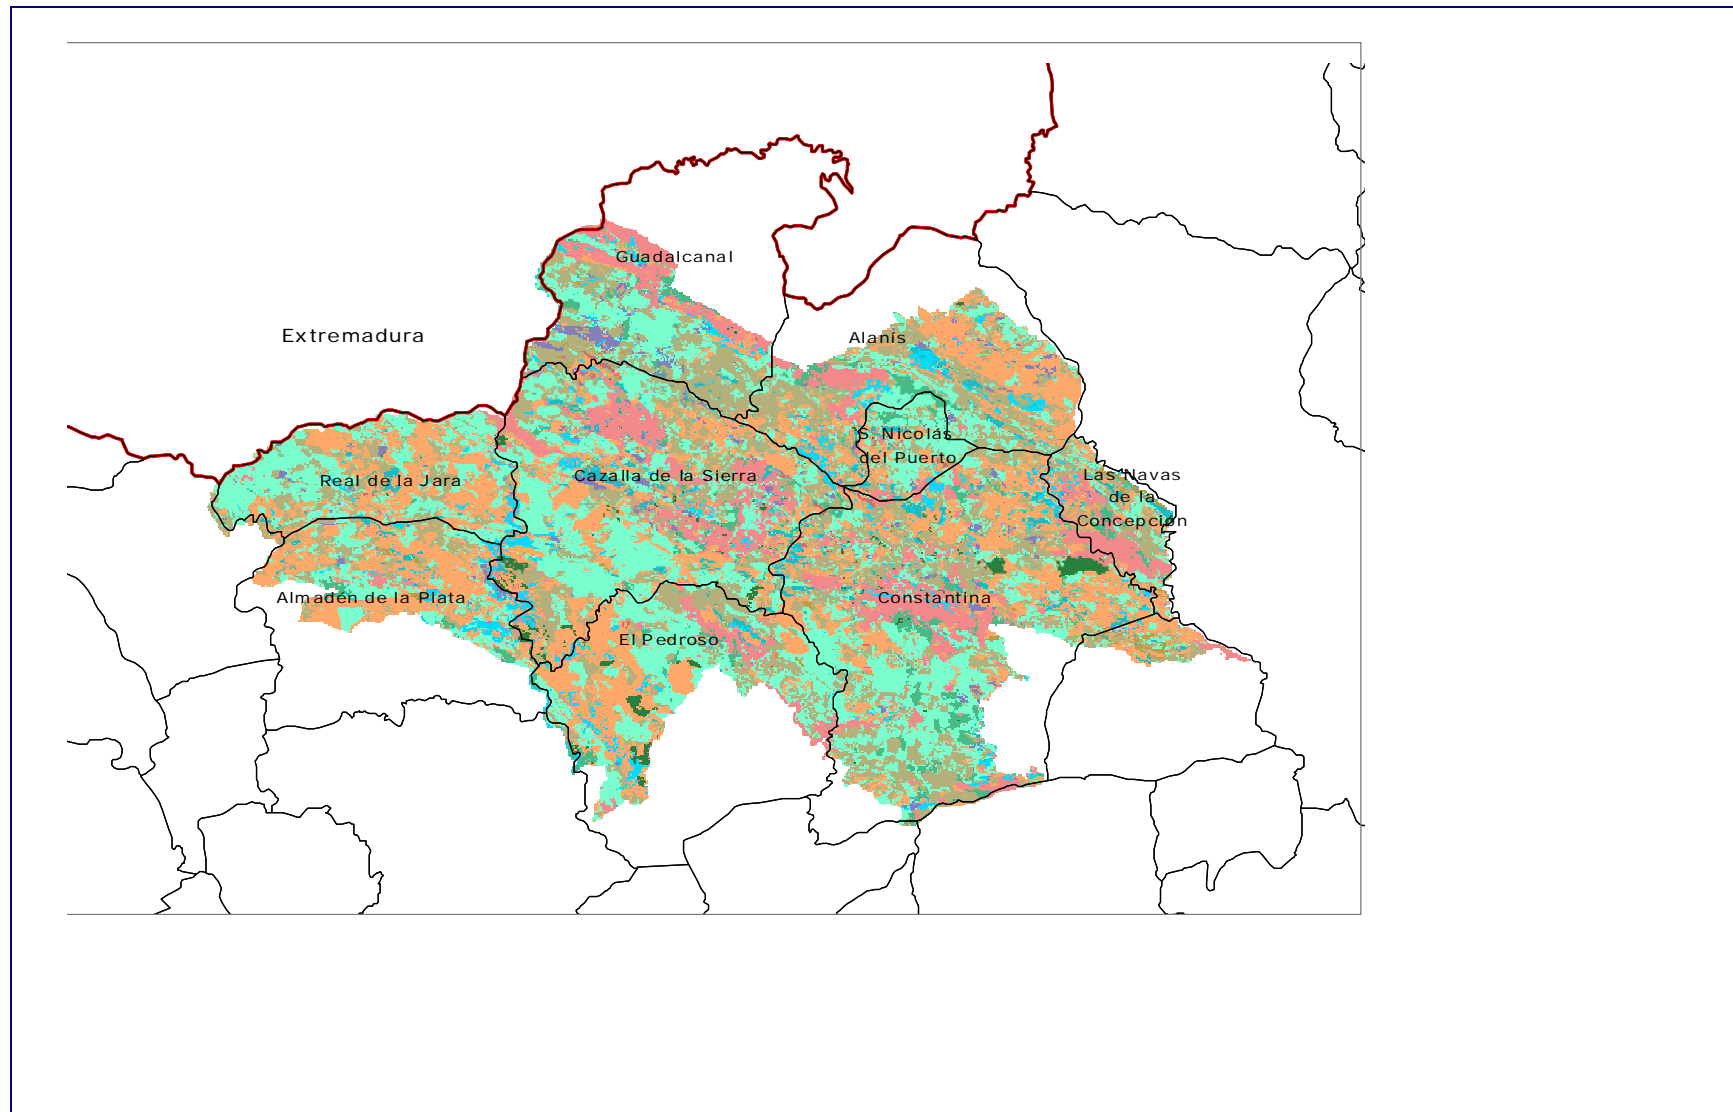 Guadalcanal
Extremadura
Alanís
S. Nicolás
del Puerto
Real de la Jara
Cazalla de la Sierra
Las Navas
de la
Concepción
Almadén de la Plata
Constantina
El Pedroso